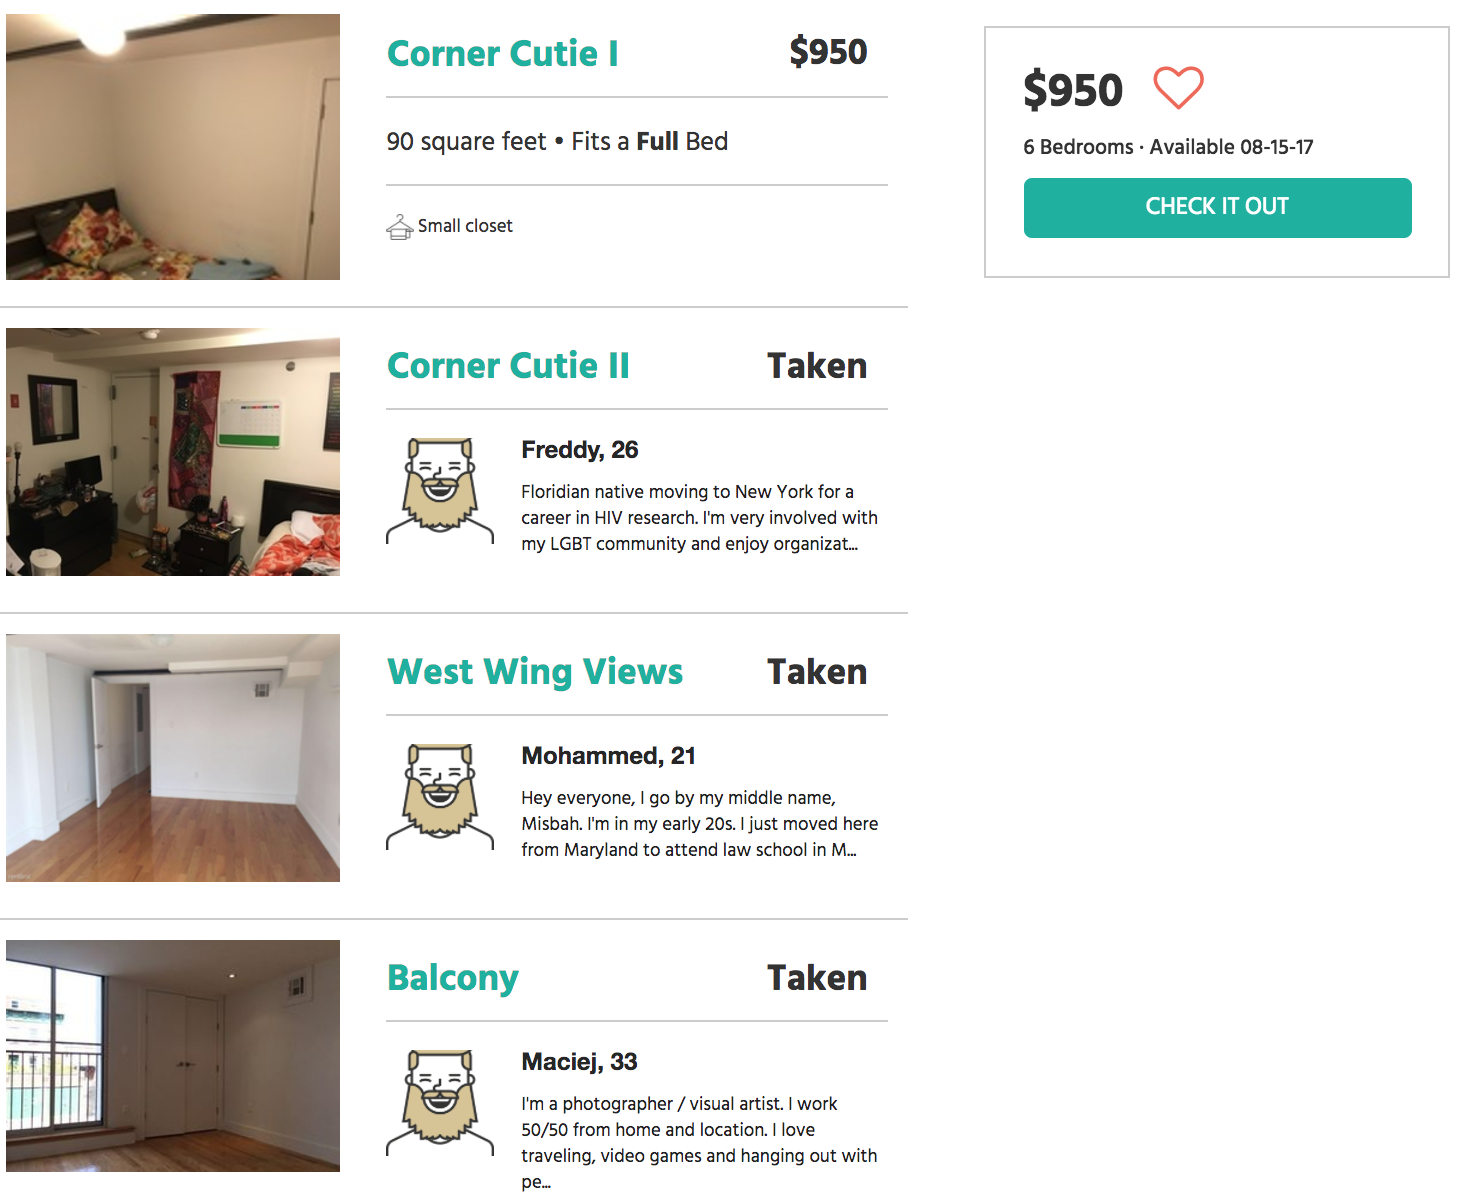 Corner Cutie I
$950
90 square feet • Fits a Full Bed
Small closet
$950
6 Bedrooms · Available 08-15-17
CHECK IT OUT
Corner Cutie II
Taken
Freddy, 26
Floridian native moving to New York for a
career in HIV research. I'm very involved with
my LGBT community and enjoy organizat...
West Wing Views
Taken
Mohammed, 21
Hey everyone, I go by my middle name,
Misbah. I'm in my early 20s. I just moved here
from Maryland to attend law school in M...
Balcony
Taken
Maciej, 33
I'm a photographer / visual artist. I work
50/50 from home and location. I love
traveling, video games and hanging out with
pe...